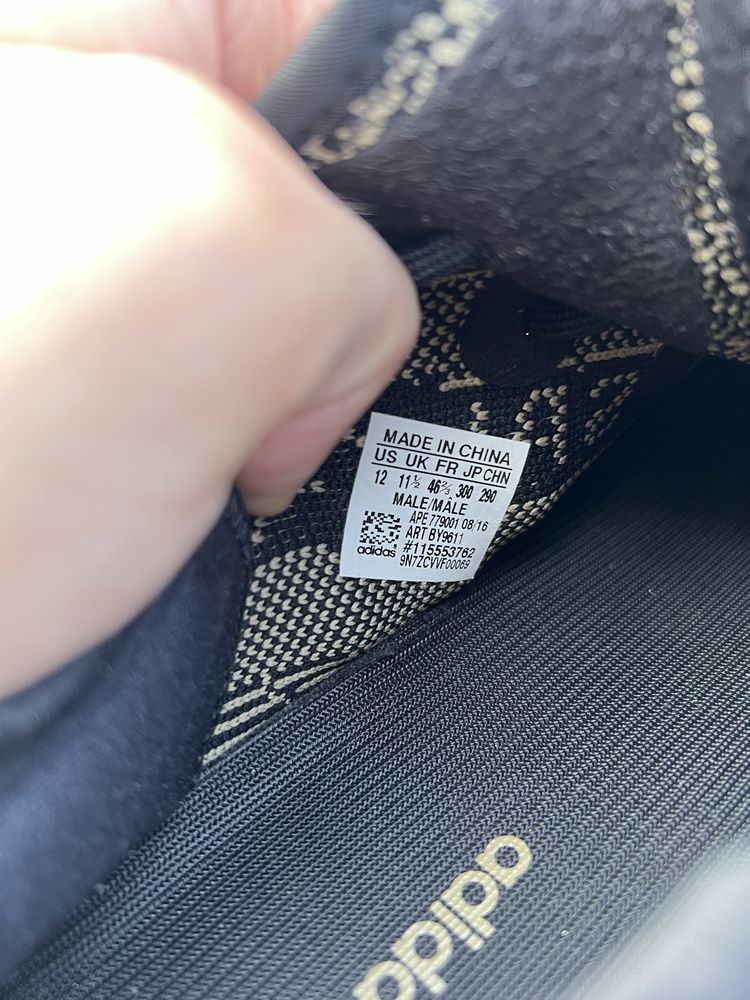 MADE IN CHINA
US UK FR JP CHN
12 11½ 46⅔ 300 290
MALE/MÂLE
APE 779001 08/16
ART BY9611
#115553762
adidas
9N7ZCVVF00069
adidas